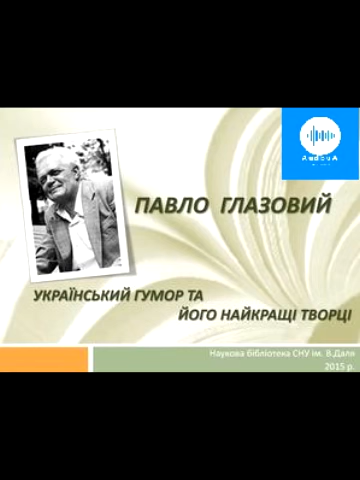 ПАВЛО ГЛАЗОВИЙ
УКРАЇНСЬКИЙ ГУМОР ТА
ЙОГО НАЙКРАЩІ ТВОРЦІ
Наукова бібліотека СНУ ім. В.Даля
2015 р.